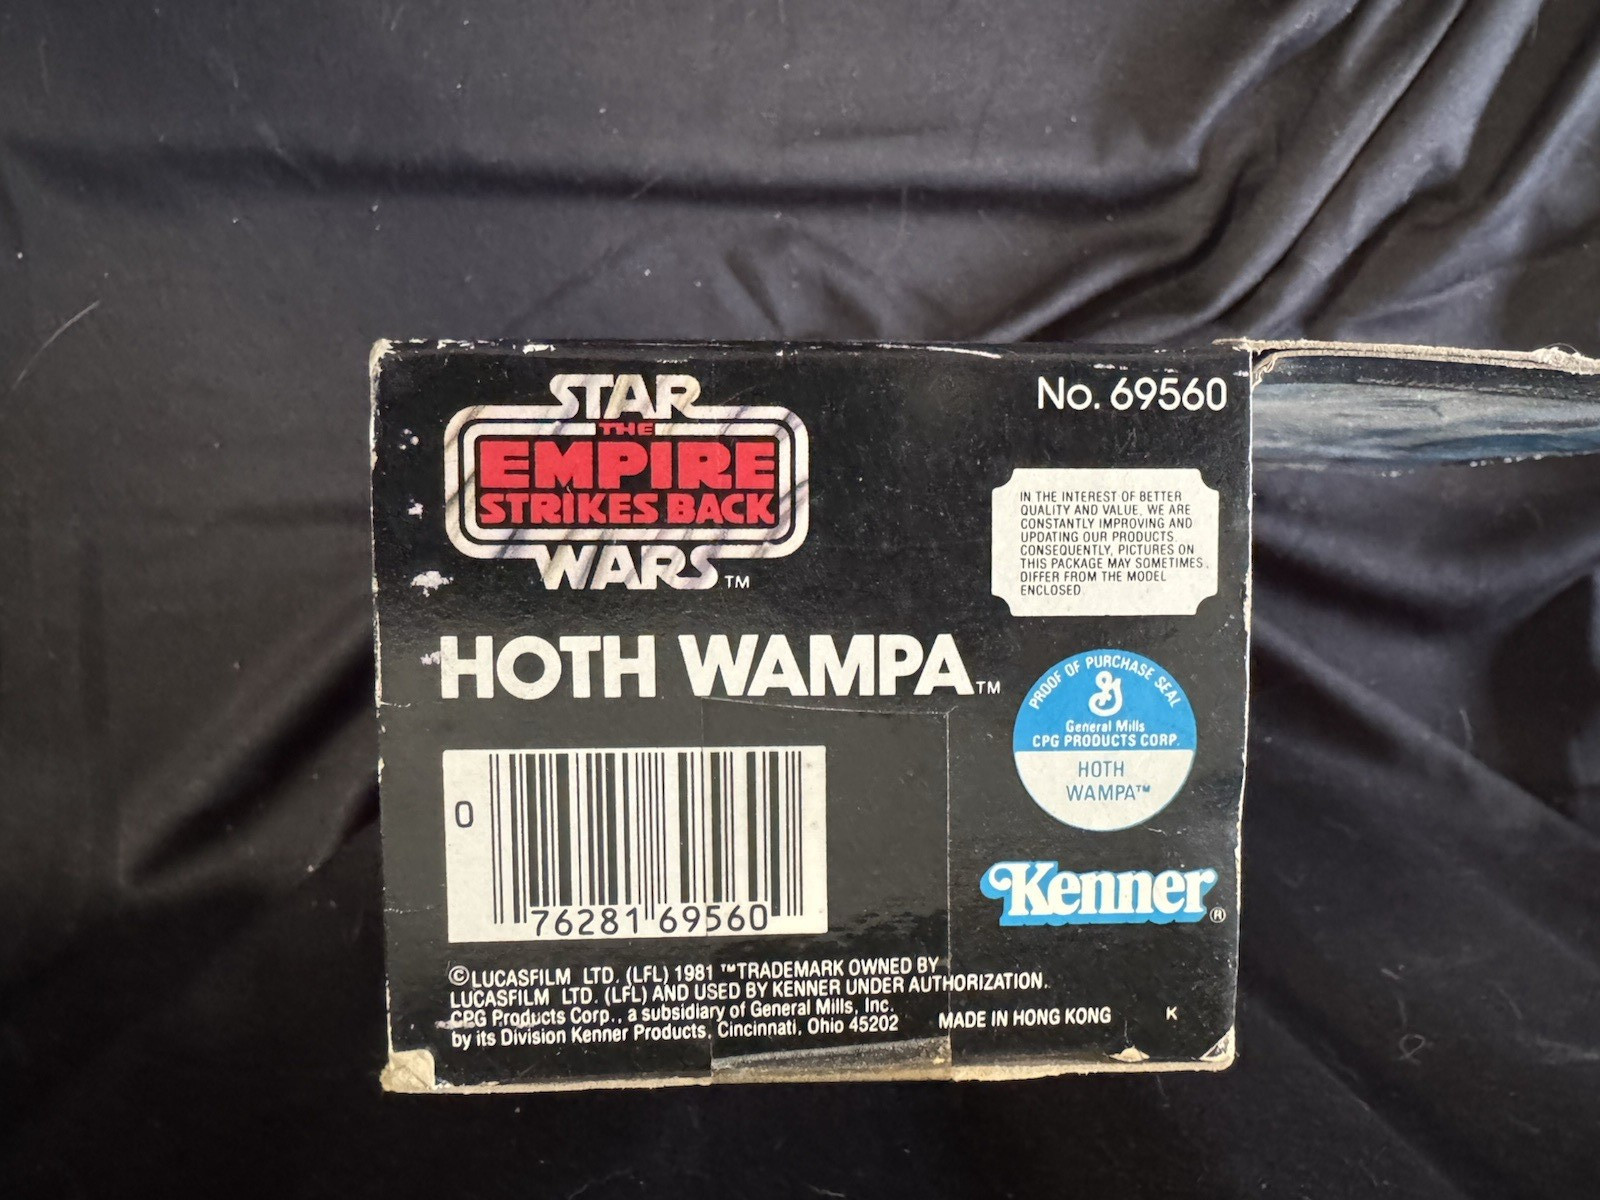 STAR
THE
EMPIRE
STRIKES BACK
WARS™
No. 69560
IN THE INTEREST OF BETTER
QUALITY AND VALUE, WE ARE
CONSTANTLY IMPROVING AND
UPDATING OUR PRODUCTS.
CONSEQUENTLY, PICTURES ON
THIS PACKAGE MAY SOMETIMES
DIFFER FROM THE MODEL
ENCLOSED
HOTH WAMPA™
PROOF OF PURCHASE SEAL
General Mills
CPG PRODUCTS CORP.
HOTH
WAMPA™
0
76281 69560
Kenner®
©LUCASFILM LTD. (LFL) 1981 ™TRADEMARK OWNED BY
LUCASFILM LTD. (LFL) AND USED BY KENNER UNDER AUTHORIZATION.
CPG Products Corp., a subsidiary of General Mills, Inc.
by its Division Kenner Products, Cincinnati, Ohio 45202
MADE IN HONG KONG
K